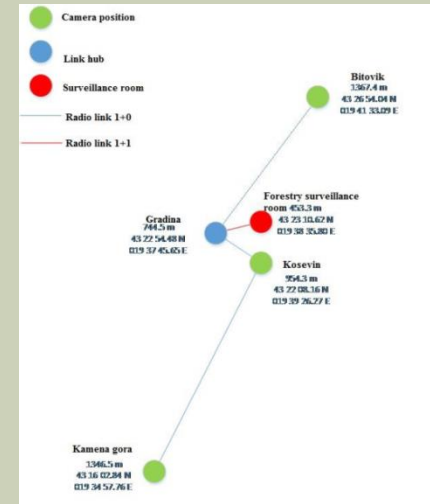 Camera position
Link hub
Surveillance room
Radio link 1+0
Radio link 1+1
Bitovik
1367.4 m
43 26 54.04 N
019 41 33.09 E
Forestry surveillance
room 453.3 m
43 23 10.62 N
019 38 35.80 E
Gradina
744.5 m
43 22 54.48 N
019 37 45.65 E
Kosevin
954.3 m
43 22 08.16 N
019 39 26.27 E
Kamena gora
1346.5 m
43 16 02.84 N
019 34 57.76 E